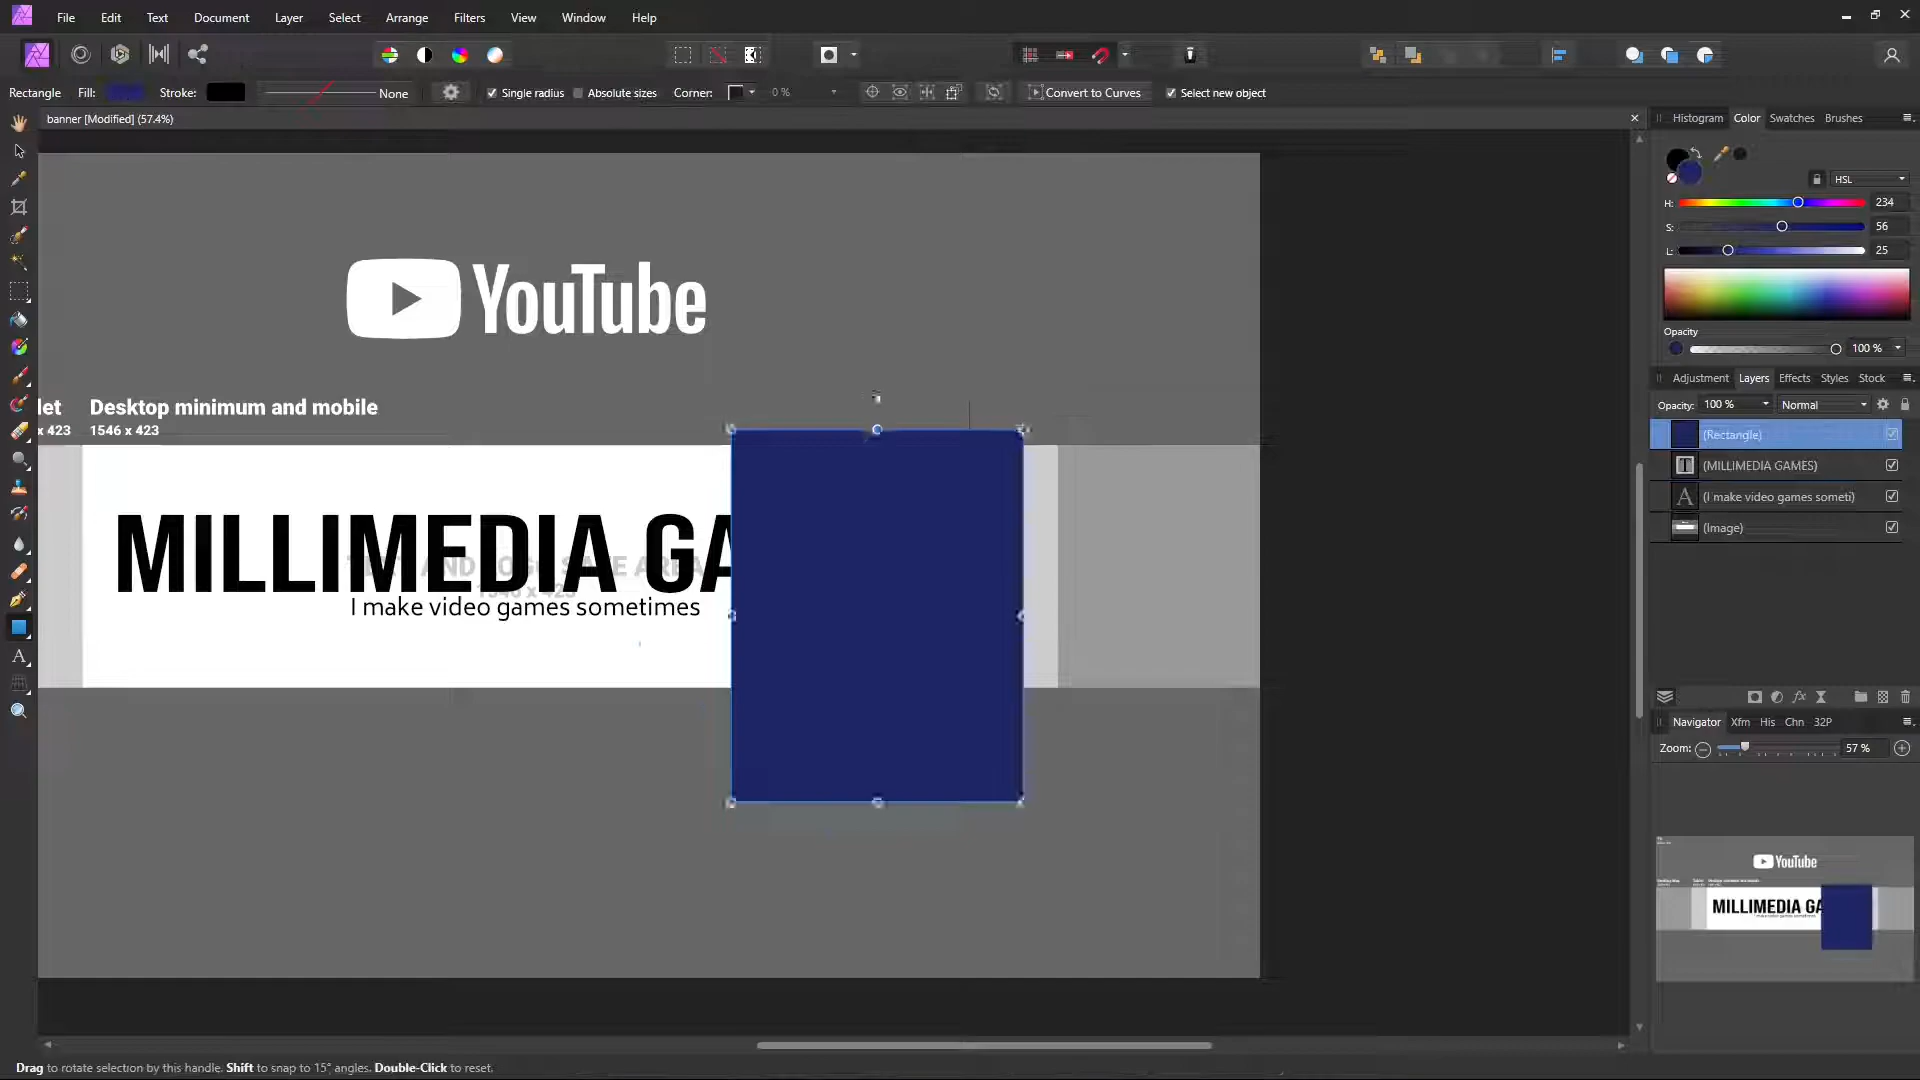 File Edit Text Document Layer Select Arrange Filters View Window Help
Rectangle Fill: Stroke: None Single radius Absolute sizes Corner: 0 % Convert to Curves Select new object
banner [Modified] (57.4%)
Histogram Color Swatches Brushes
HSL
H: 234
S: 56
L: 25
Opacity
100 %
YouTube
Adjustment Layers Effects Styles Stock
Opacity: 100 % Normal
(Rectangle)
(MILLIMEDIA GAMES)
(I make video games someti)
(Image)
let Desktop minimum and mobile
x 423 1546 x 423
MILLIMEDIA GA
I make video games sometimes
Navigator Xfm His Chn 32P
Zoom: 57 %
YouTube
MILLIMEDIA GA
Drag to rotate selection by this handle. Shift to snap to 15° angles. Double-Click to reset.